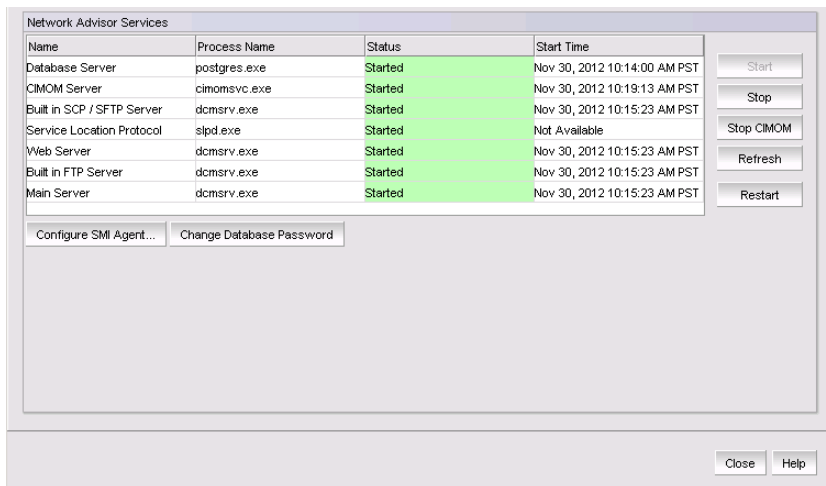 Network Advisor Services
Name Process Name Status Start Time
Database Server postgres.exe Started Nov 30, 2012 10:14:00 AM PST
CIMOM Server cimomsvc.exe Started Nov 30, 2012 10:19:13 AM PST
Built in SCP / SFTP Server dcmsrv.exe Started Nov 30, 2012 10:15:23 AM PST
Service Location Protocol slpd.exe Started Not Available
Web Server dcmsrv.exe Started Nov 30, 2012 10:15:23 AM PST
Built in FTP Server dcmsrv.exe Started Nov 30, 2012 10:15:23 AM PST
Main Server dcmsrv.exe Started Nov 30, 2012 10:15:23 AM PST
Start
Stop
Stop CIMOM
Refresh
Restart
Configure SMI Agent... Change Database Password
Close Help